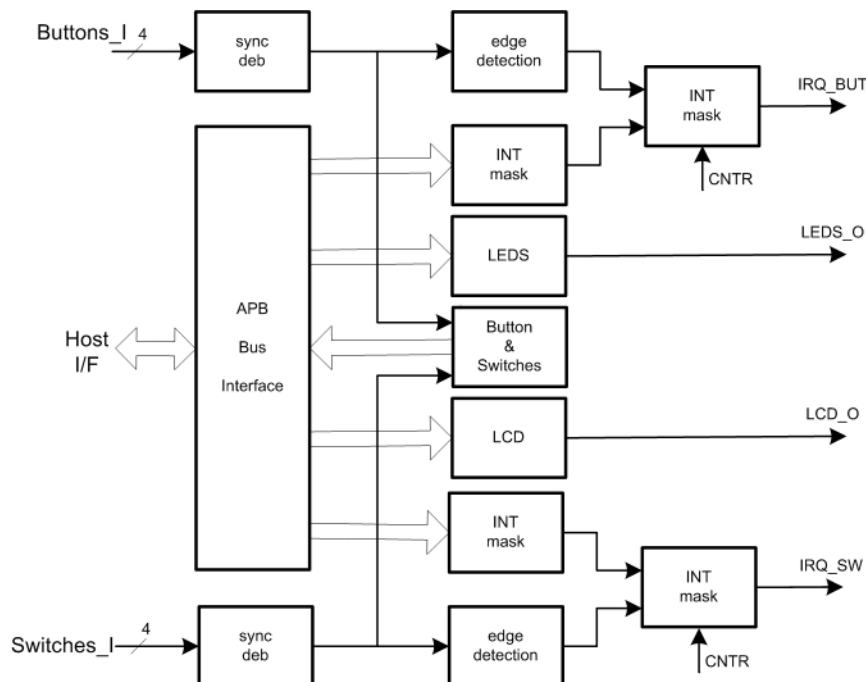 Buttons_I
4
sync
deb
edge
detection
INT
mask
IRQ_BUT
CNTR
INT
mask
LEDS
LEDS_O
APB
Bus
Interface
Host
I/F
Button
&
Switches
LCD
LCD_O
INT
mask
INT
mask
IRQ_SW
CNTR
Switches_I
4
sync
deb
edge
detection